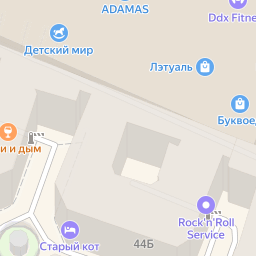 ADAMAS
Ddx Fitne
Детский мир
Лэтуаль
Буквое
и и дым
Rock'n'Roll
Service
Старый кот
44Б